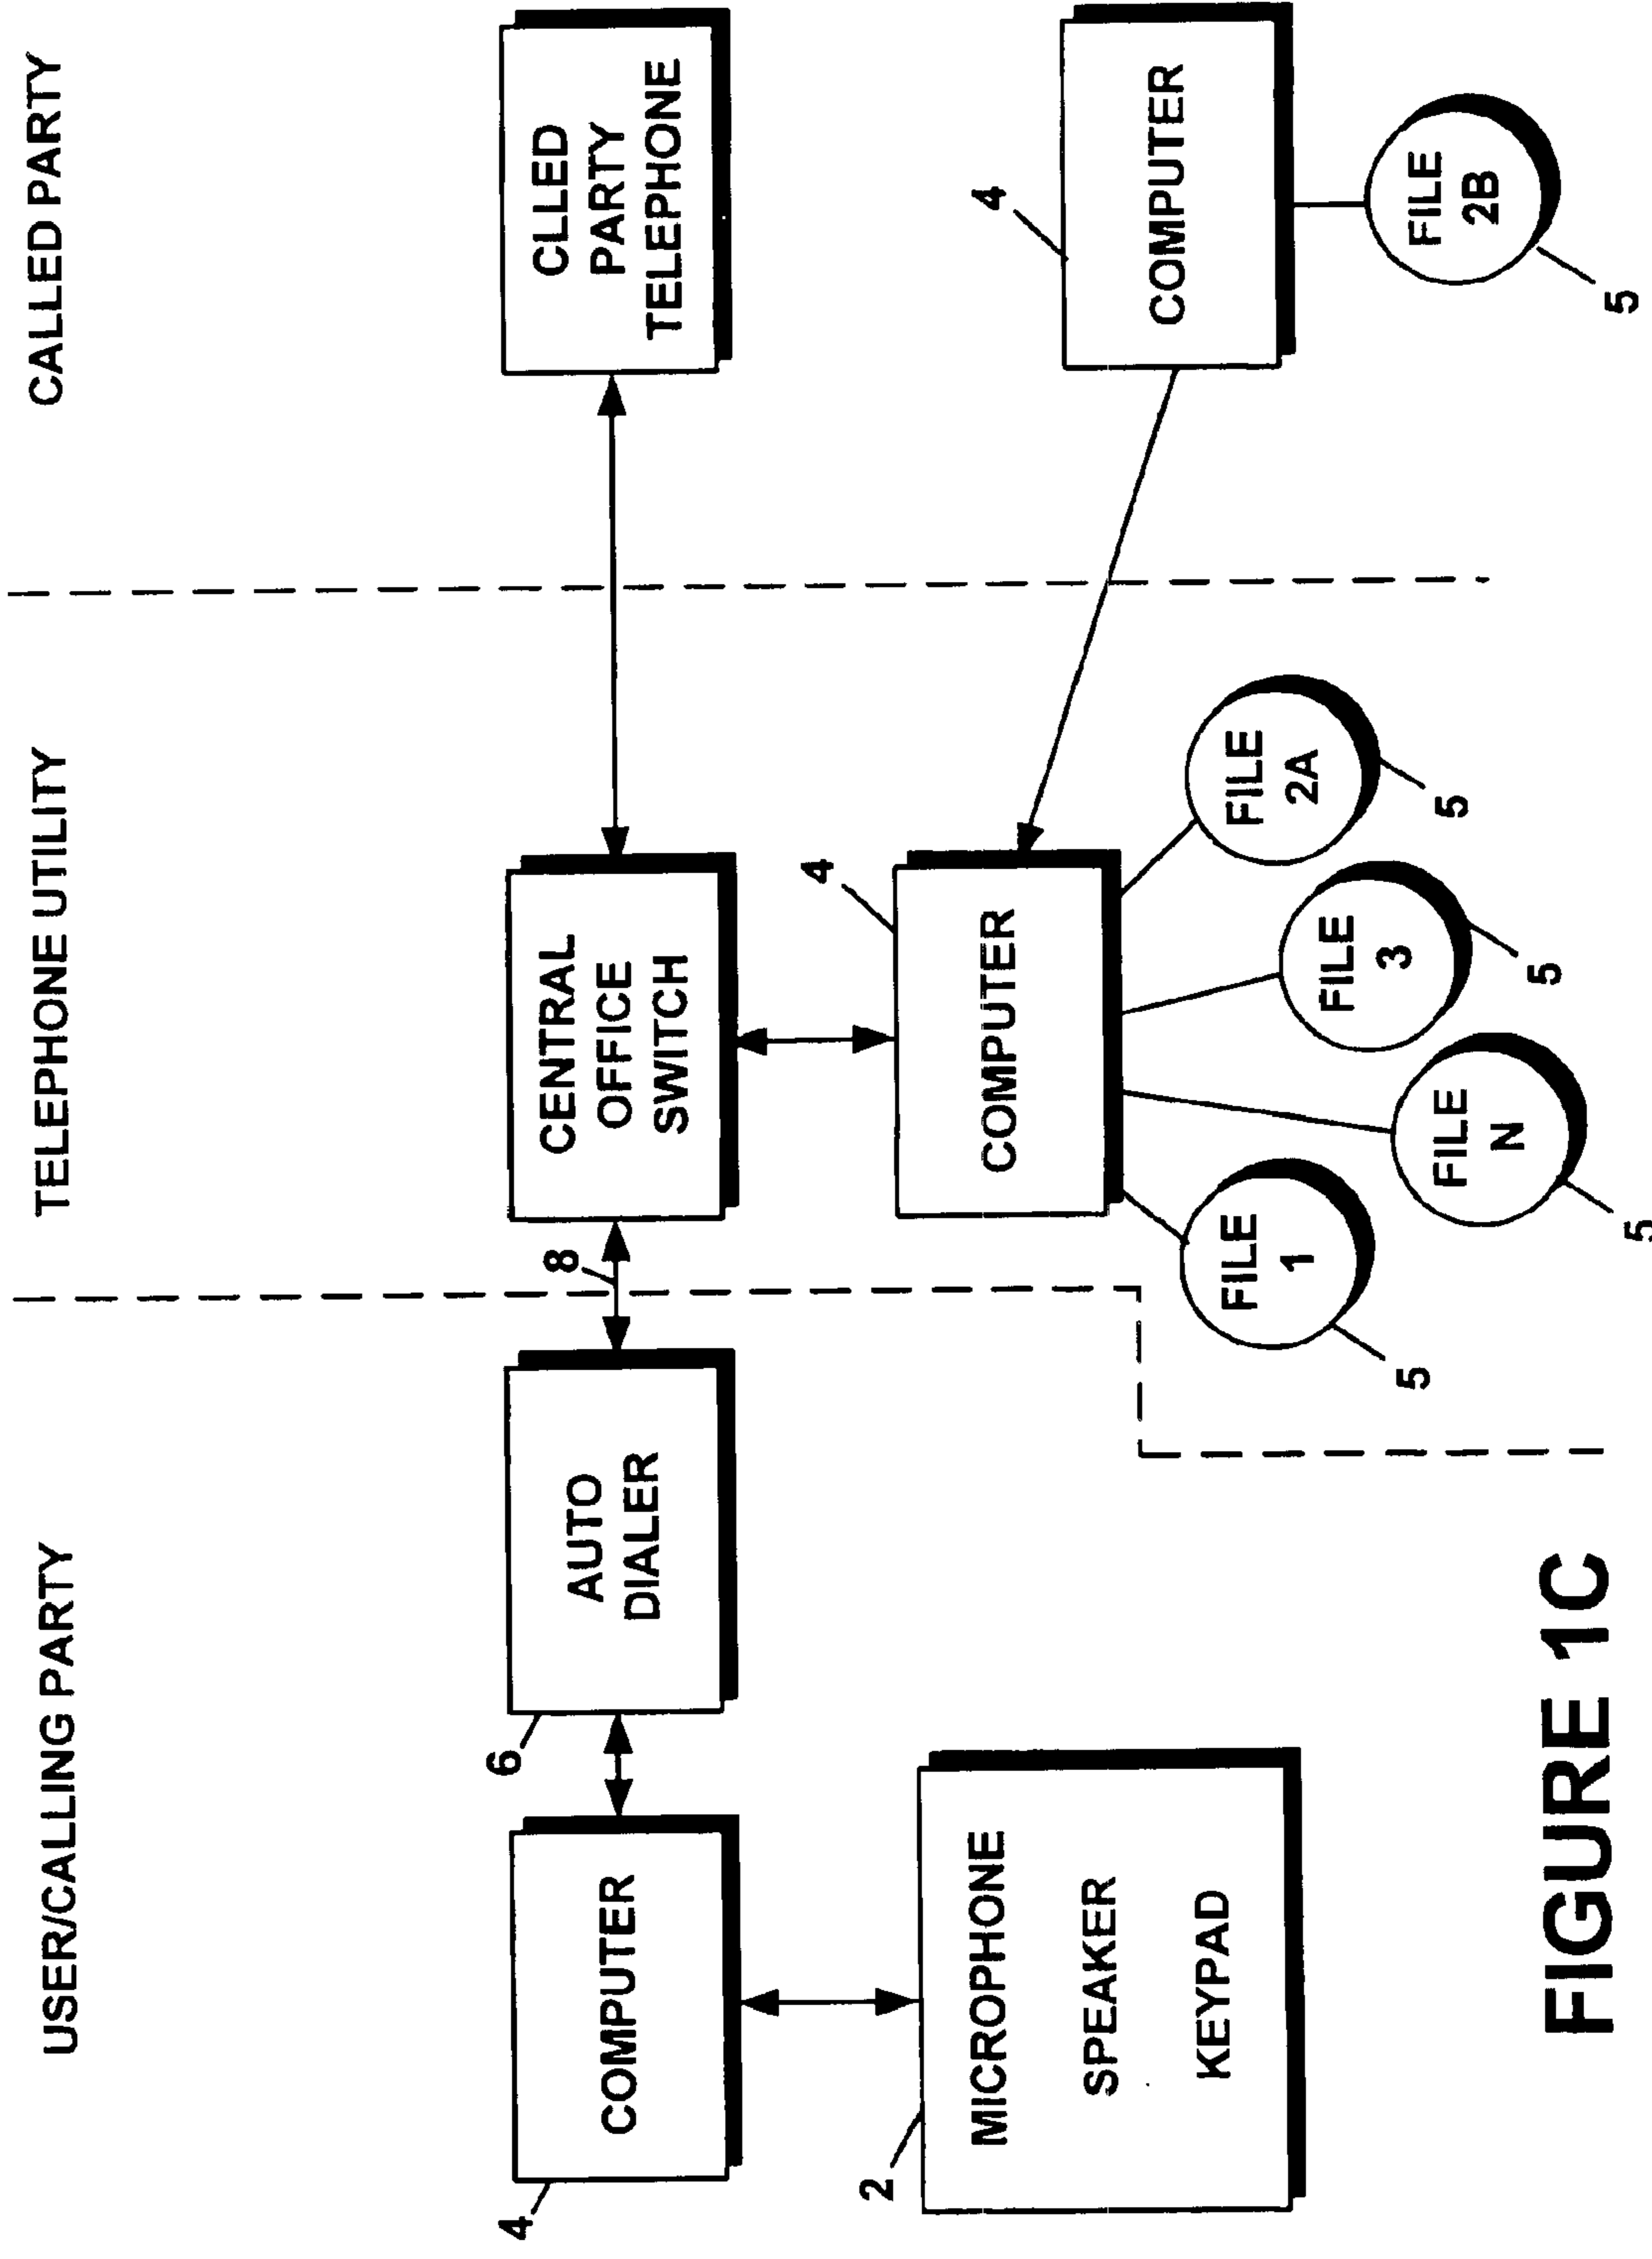 USER/CALLING PARTY
TELEPHONE UTILITY
CALLED PARTY
4
COMPUTER
6
AUTO
DIALER
8
CENTRAL
OFFICE
SWITCH
CLLED
PARTY
TELEPHONE
2
MICROPHONE
SPEAKER
KEYPAD
4
COMPUTER
4
COMPUTER
FILE
1
5
FILE
N
5
FILE
3
5
FILE
2A
5
FILE
2B
5
FIGURE 1C